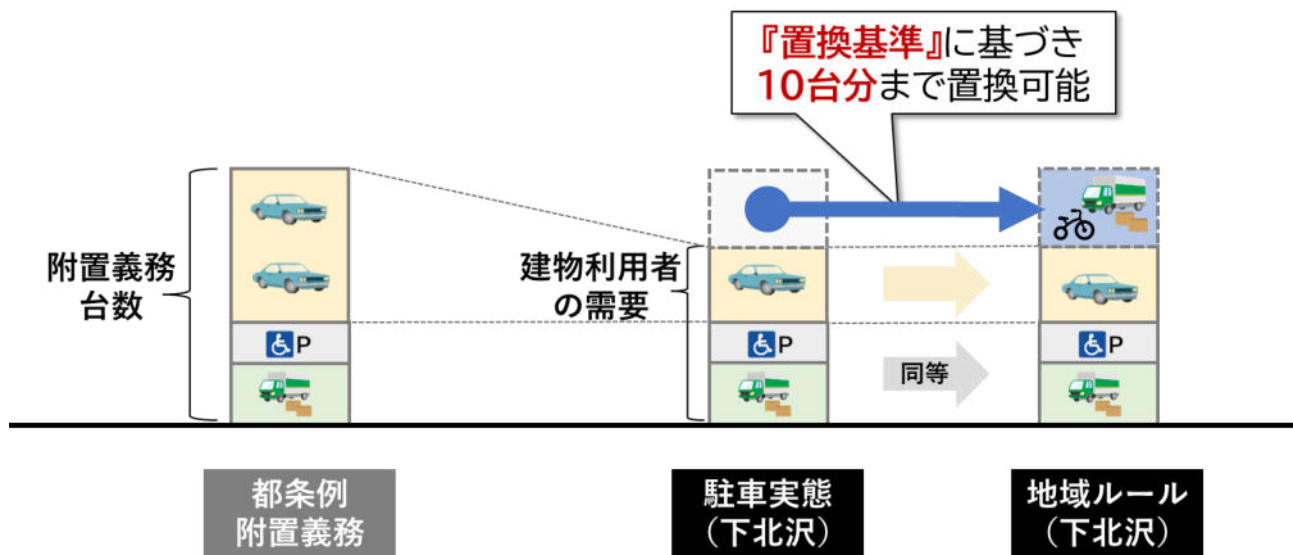 『置換基準』に基づき
10台分まで置換可能
附置義務
台数
P
建物利用者
の需要
P
同等
P
都条例
附置義務
駐車実態
（下北沢）
地域ルール
（下北沢）